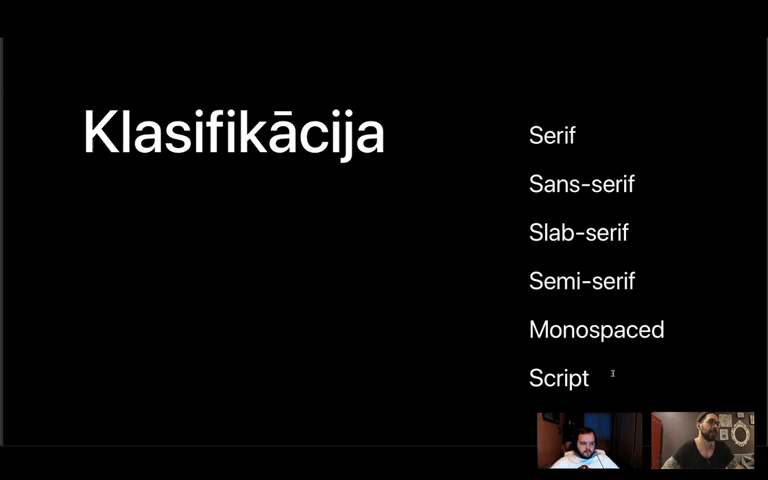 Klasifikācija
Serif
Sans-serif
Slab-serif
Semi-serif
Monospaced
Script